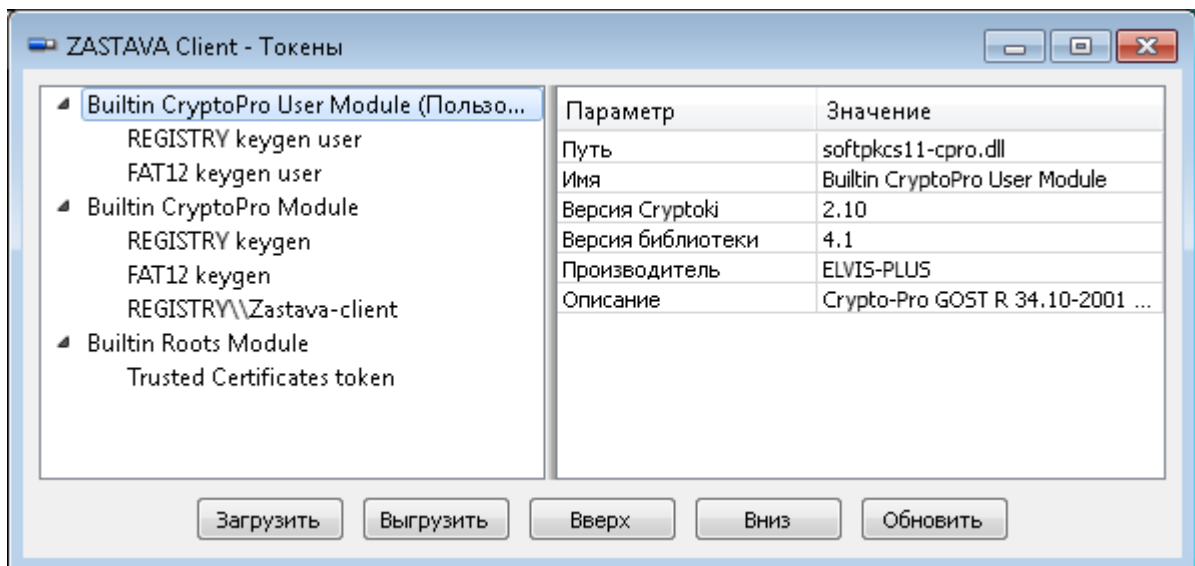 ZASTAVA Client - Токены
Builtin CryptoPro User Module (Пользо...
REGISTRY keygen user
FAT12 keygen user
Builtin CryptoPro Module
REGISTRY keygen
FAT12 keygen
REGISTRY\\Zastava-client
Builtin Roots Module
Trusted Certificates token
Параметр Значение
Путь softpkcs11-cpro.dll
Имя Builtin CryptoPro User Module
Версия Cryptoki 2.10
Версия библиотеки 4.1
Производитель ELVIS-PLUS
Описание Crypto-Pro GOST R 34.10-2001 ...
Загрузить Выгрузить Вверх Вниз Обновить